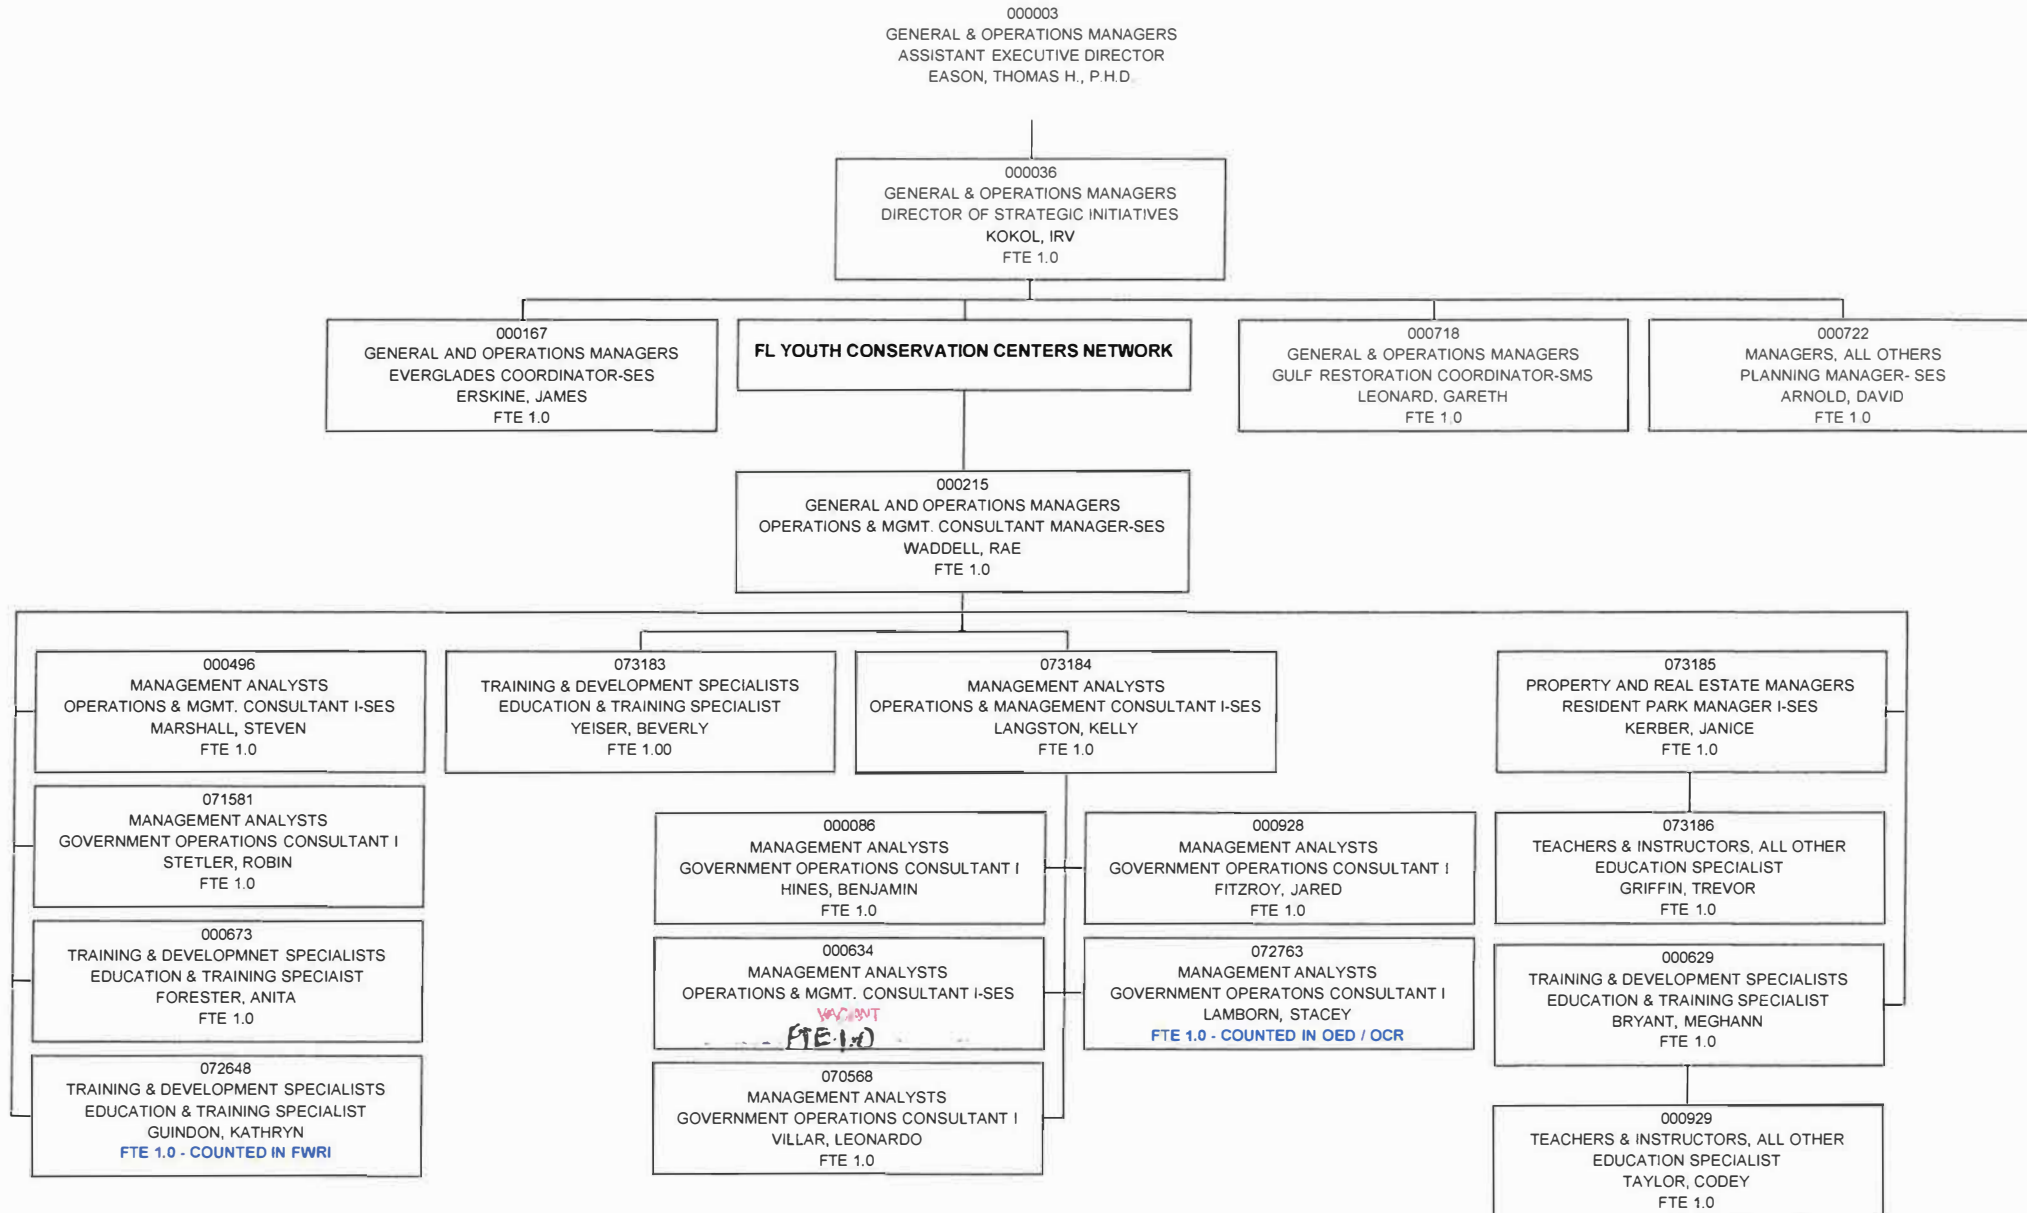 000003
GENERAL & OPERATIONS MANAGERS
ASSISTANT EXECUTIVE DIRECTOR
EASON, THOMAS H., P.H.D.
000036
GENERAL & OPERATIONS MANAGERS
DIRECTOR OF STRATEGIC INITIATIVES
KOKOL, IRV
FTE 1.0
000167
GENERAL AND OPERATIONS MANAGERS
EVERGLADES COORDINATOR-SES
ERSKINE, JAMES
FTE 1.0
FL YOUTH CONSERVATION CENTERS NETWORK
000718
GENERAL & OPERATIONS MANAGERS
GULF RESTORATION COORDINATOR-SMS
LEONARD, GARETH
FTE 1.0
000722
MANAGERS, ALL OTHERS
PLANNING MANAGER- SES
ARNOLD, DAVID
FTE 1.0
000215
GENERAL AND OPERATIONS MANAGERS
OPERATIONS & MGMT. CONSULTANT MANAGER-SES
WADDELL, RAE
FTE 1.0
000496
MANAGEMENT ANALYSTS
OPERATIONS & MGMT. CONSULTANT I-SES
MARSHALL, STEVEN
FTE 1.0
073183
TRAINING & DEVELOPMENT SPECIALISTS
EDUCATION & TRAINING SPECIALIST
YEISER, BEVERLY
FTE 1.00
073184
MANAGEMENT ANALYSTS
OPERATIONS & MANAGEMENT CONSULTANT I-SES
LANGSTON, KELLY
FTE 1.0
073185
PROPERTY AND REAL ESTATE MANAGERS
RESIDENT PARK MANAGER I-SES
KERBER, JANICE
FTE 1.0
071581
MANAGEMENT ANALYSTS
GOVERNMENT OPERATIONS CONSULTANT I
STETLER, ROBIN
FTE 1.0
000086
MANAGEMENT ANALYSTS
GOVERNMENT OPERATIONS CONSULTANT I
HINES, BENJAMIN
FTE 1.0
000928
MANAGEMENT ANALYSTS
GOVERNMENT OPERATIONS CONSULTANT I
FITZROY, JARED
FTE 1.0
073186
TEACHERS & INSTRUCTORS, ALL OTHER
EDUCATION SPECIALIST
GRIFFIN, TREVOR
FTE 1.0
000673
TRAINING & DEVELOPMNET SPECIALISTS
EDUCATION & TRAINING SPECIAIST
FORESTER, ANITA
FTE 1.0
000634
MANAGEMENT ANALYSTS
OPERATIONS & MGMT. CONSULTANT I-SES
VACANT
FTE 1.0
072763
MANAGEMENT ANALYSTS
GOVERNMENT OPERATONS CONSULTANT I
LAMBORN, STACEY
FTE 1.0 - COUNTED IN OED / OCR
000629
TRAINING & DEVELOPMENT SPECIALISTS
EDUCATION & TRAINING SPECIALIST
BRYANT, MEGHANN
FTE 1.0
072648
TRAINING & DEVELOPMENT SPECIALISTS
EDUCATION & TRAINING SPECIALIST
GUINDON, KATHRYN
FTE 1.0 - COUNTED IN FWRI
070568
MANAGEMENT ANALYSTS
GOVERNMENT OPERATIONS CONSULTANT I
VILLAR, LEONARDO
FTE 1.0
000929
TEACHERS & INSTRUCTORS, ALL OTHER
EDUCATION SPECIALIST
TAYLOR, CODEY
FTE 1.0